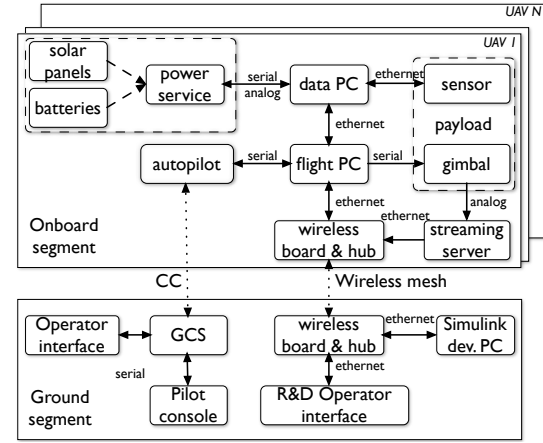 UAV N
UAV 1
solar
panels
batteries
power
service
serial
analog
data PC
ethernet
sensor
payload
ethernet
autopilot
serial
flight PC
serial
gimbal
ethernet
analog
Onboard
segment
wireless
board & hub
ethernet
streaming
server
CC
Wireless mesh
Operator
interface
GCS
wireless
board & hub
ethernet
Simulink
dev. PC
serial
ethernet
Ground
segment
Pilot
console
R&D Operator
interface